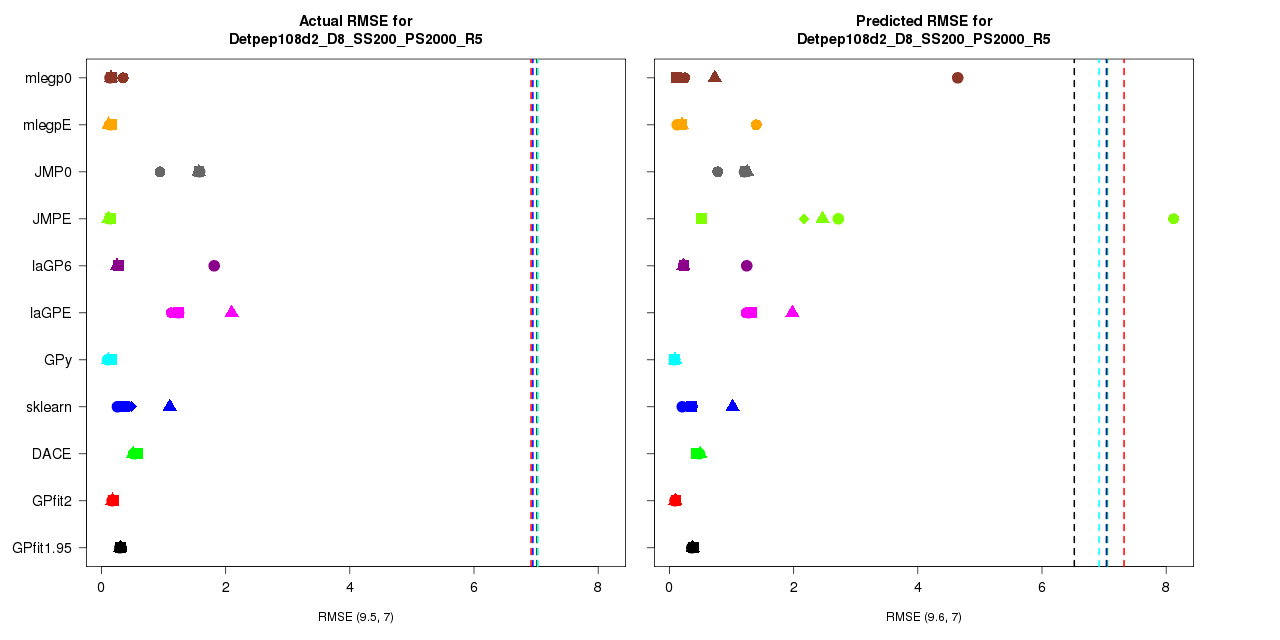 Actual RMSE for
Detpep108d2_D8_SS200_PS2000_R5
Predicted RMSE for
Detpep108d2_D8_SS200_PS2000_R5
mlegp0
mlegpE
JMP0
JMPE
laGP6
laGPE
GPy
sklearn
DACE
GPfit2
GPfit1.95
0 2 4 6 8
0 2 4 6 8
RMSE (9.5, 7)
RMSE (9.6, 7)